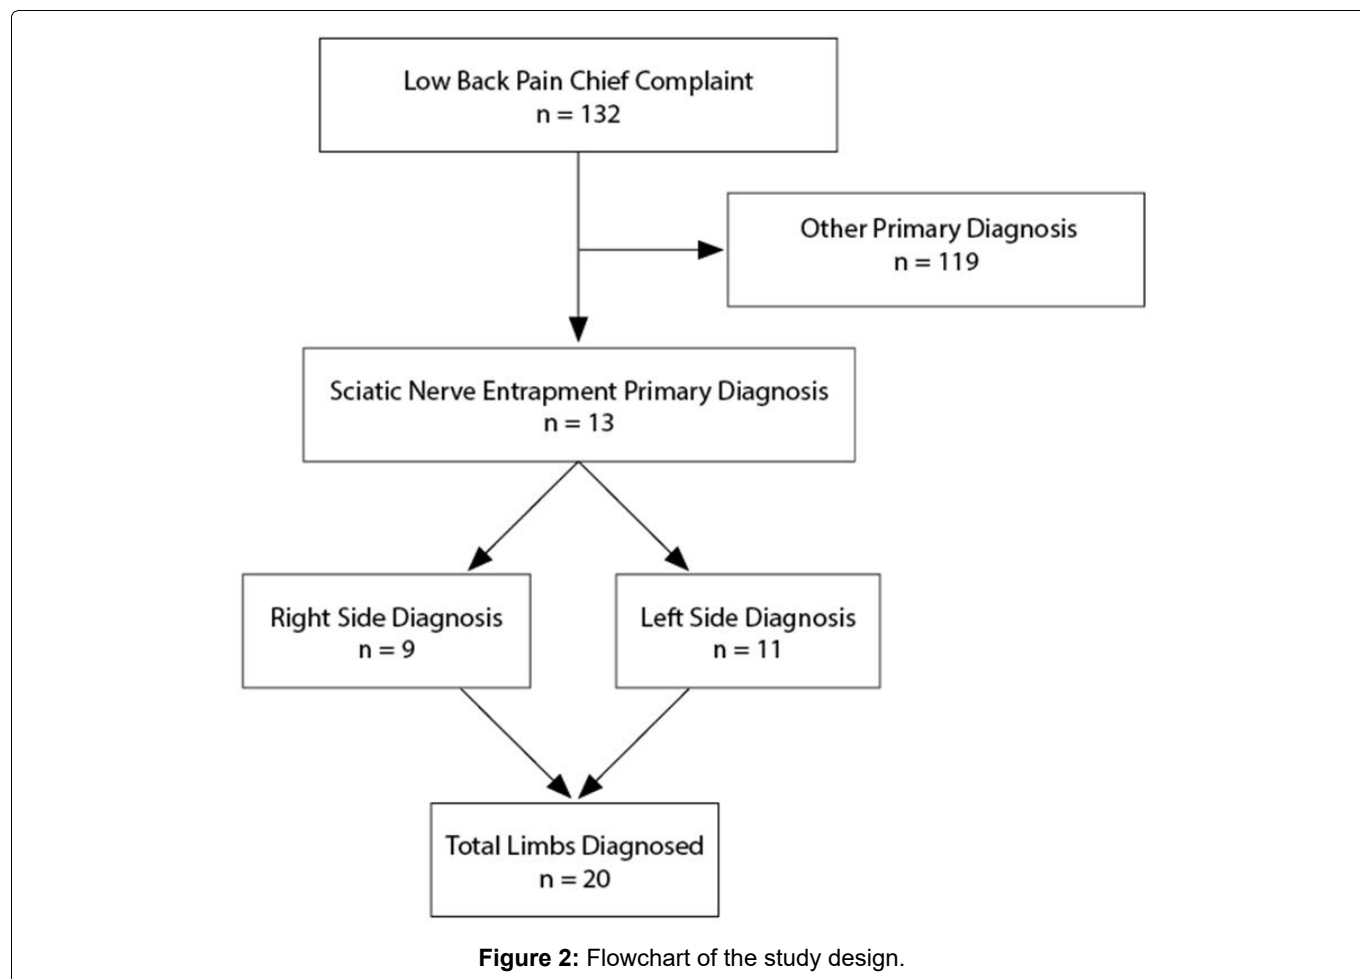 Low Back Pain Chief Complaint
n = 132
Other Primary Diagnosis
n = 119
Sciatic Nerve Entrapment Primary Diagnosis
n = 13
Right Side Diagnosis
n = 9
Left Side Diagnosis
n = 11
Total Limbs Diagnosed
n = 20
Figure 2: Flowchart of the study design.